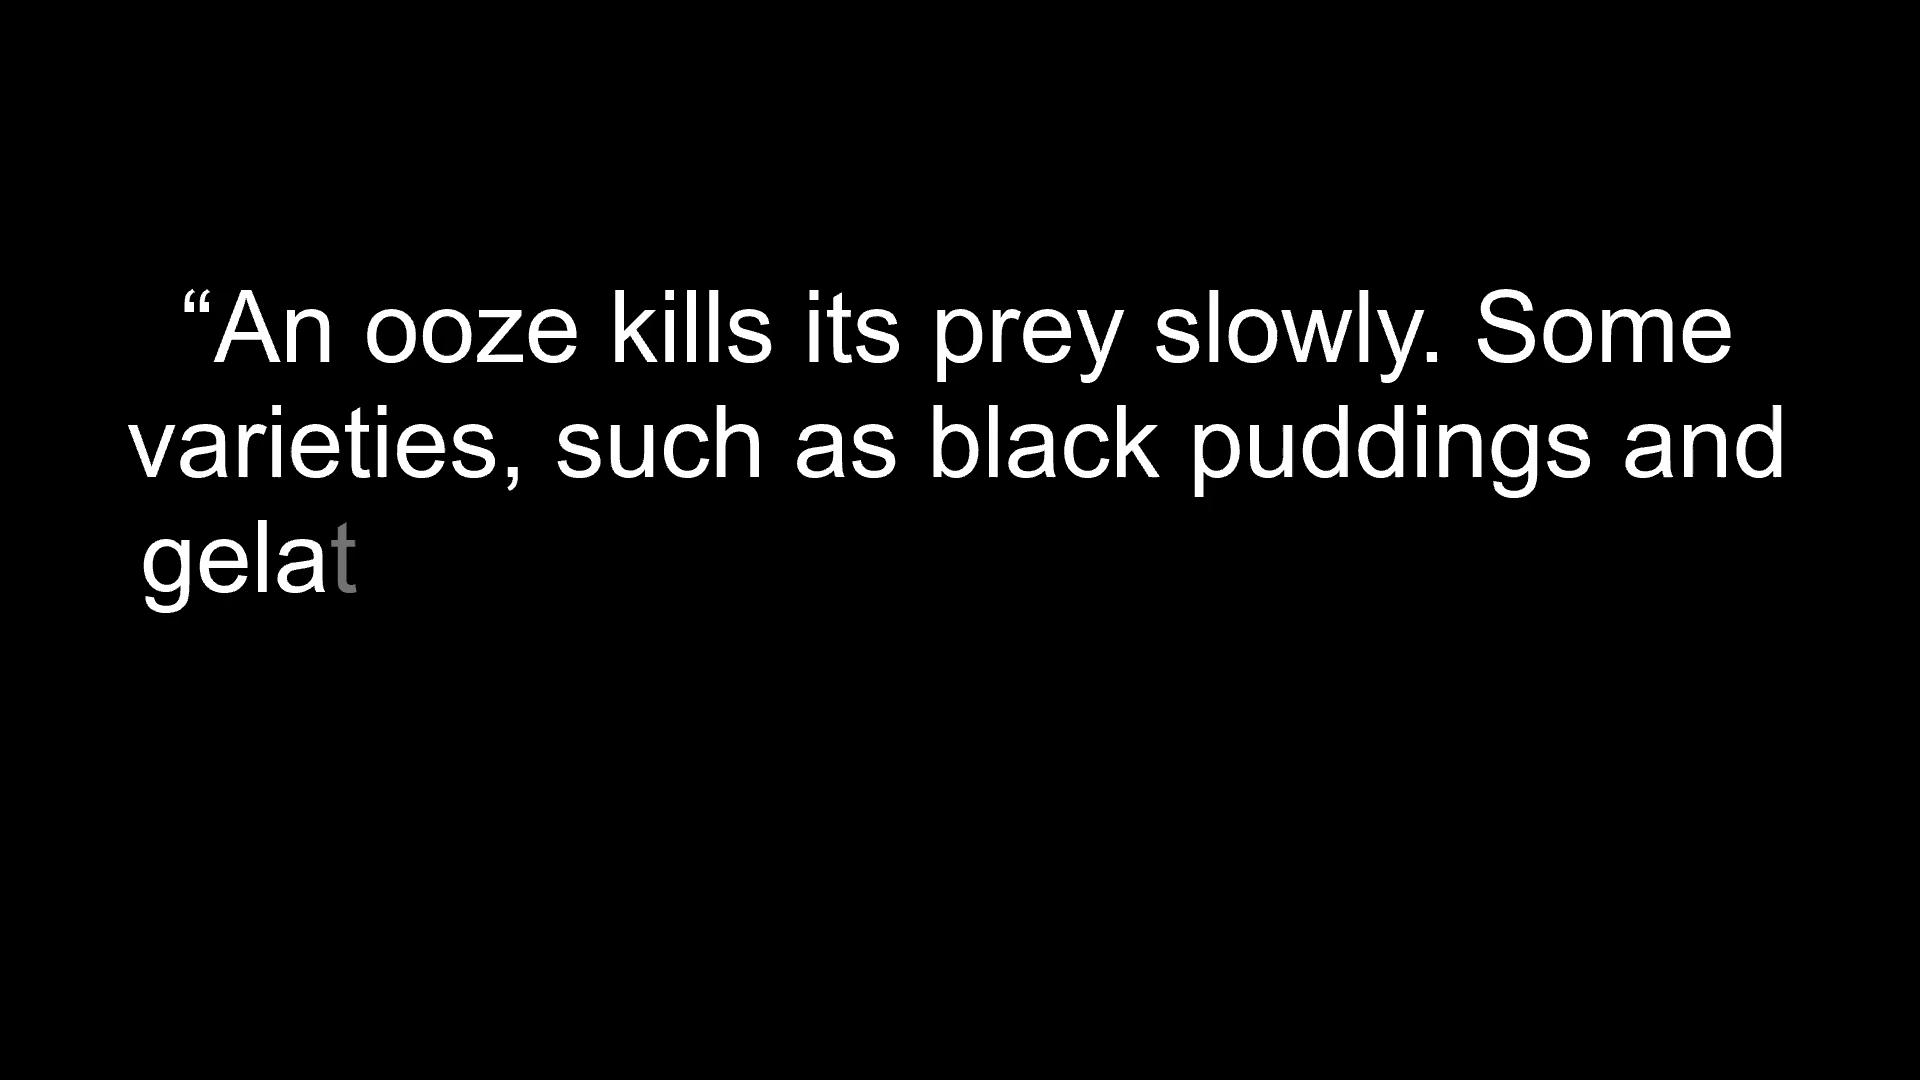 “An ooze kills its prey slowly. Some
varieties, such as black puddings and
gelat